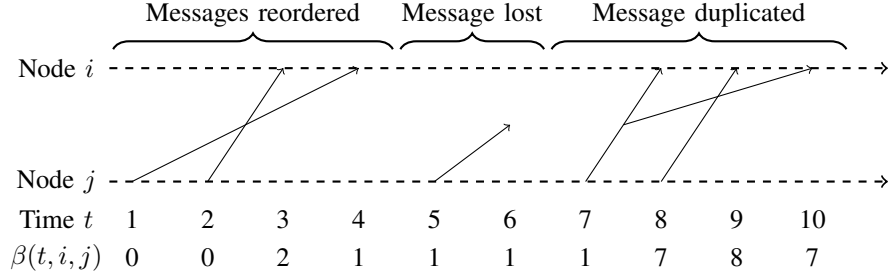 Messages reordered Message lost Message duplicated
Node i
Node j
Time t 1 2 3 4 5 6 7 8 9 10
β(t, i, j) 0 0 2 1 1 1 1 7 8 7